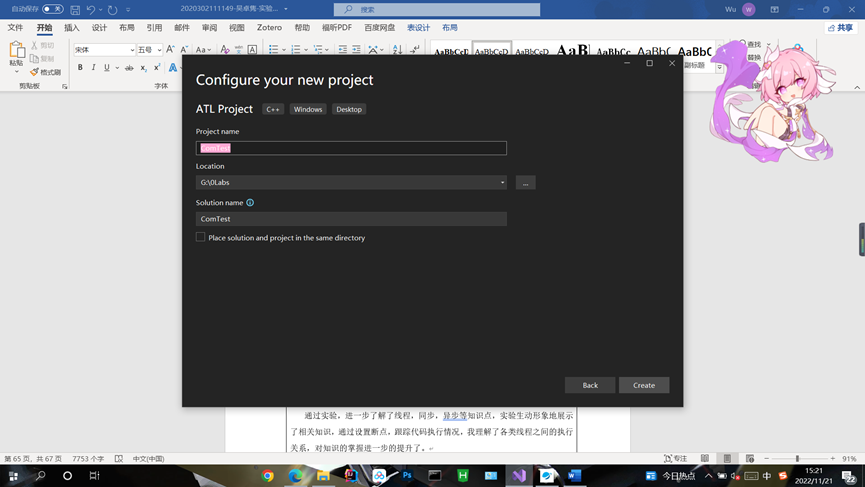 自动保存 关
2020302111149-吴卓隽-实验...
搜索
Wu W
文件 开始 插入 设计 布局 引用 邮件 审阅 视图 Zotero 帮助 福昕PDF 百度网盘 表设计 布局 共享
粘贴
剪切
复制
格式刷
剪贴板
宋体 五号
B I U ab
字体
AaBbCcD AaBbCcD AaBbCcD AaB AaBbCc AaBbC AaBbC
副标题
查找
替换
Configure your new project
ATL Project C++ Windows Desktop
Project name
ComTest
Location
G:\0Labs
...
Solution name
ComTest
Place solution and project in the same directory
Back Create
通过实验，进一步了解了线程，同步，异步等知识点，实验生动形象地展示
了相关知识，通过设置断点，跟踪代码执行情况，我理解了各类线程之间的执行
关系，对知识的掌握进一步的提升了。
第 65 页，共 67 页 7753 个字 中文(中国) 专注 91%
今日热点 中 15:21
2022/11/21
22